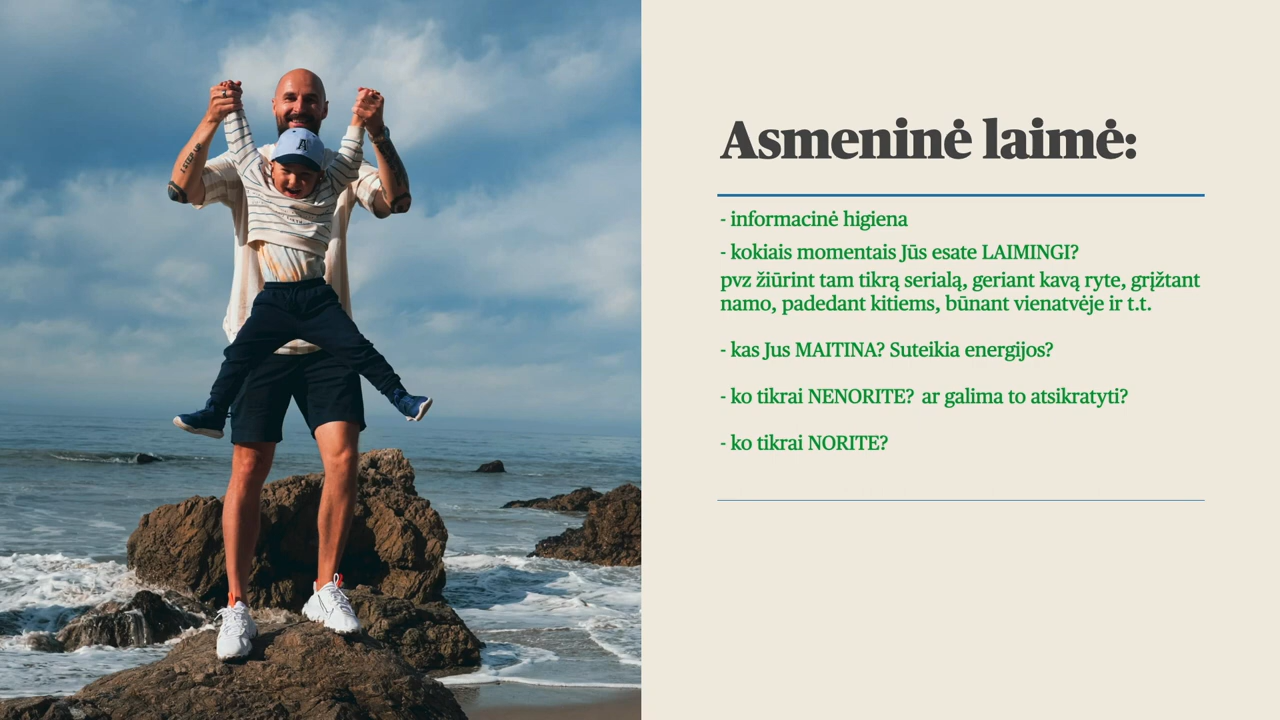 Asmeninė laimė:
- informacinė higiena
- kokiais momentais Jūs esate LAIMINGI?
pvz žiūrint tam tikrą serialą, geriant kavą ryte, grįžtant
namo, padedant kitiems, būnant vienatvėje ir t.t.
- kas Jus MAITINA? Suteikia energijos?
- ko tikrai NENORITE?  ar galima to atsikratyti?
- ko tikrai NORITE?
A